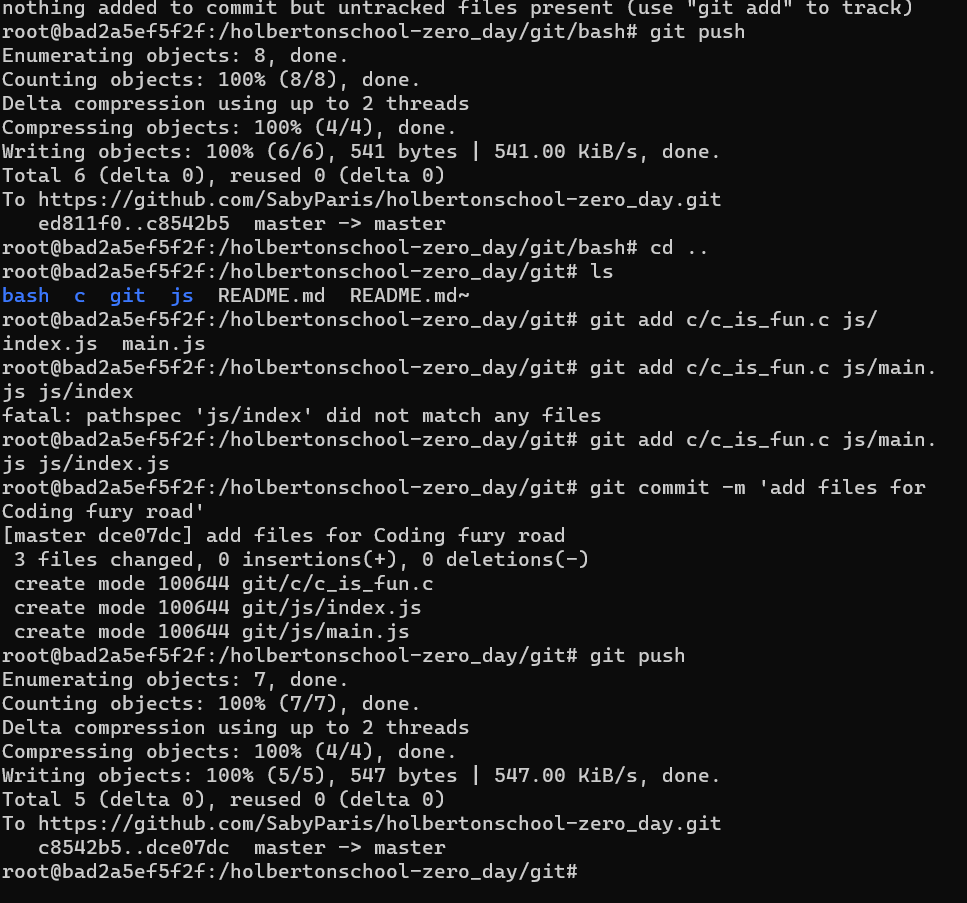 nothing added to commit but untracked files present (use "git add" to track)
root@bad2a5ef5f2f:/holbertonschool-zero_day/git/bash# git push
Enumerating objects: 8, done.
Counting objects: 100% (8/8), done.
Delta compression using up to 2 threads
Compressing objects: 100% (4/4), done.
Writing objects: 100% (6/6), 541 bytes | 541.00 KiB/s, done.
Total 6 (delta 0), reused 0 (delta 0)
To https://github.com/SabyParis/holbertonschool-zero_day.git
   ed811f0..c8542b5  master -> master
root@bad2a5ef5f2f:/holbertonschool-zero_day/git/bash# cd ..
root@bad2a5ef5f2f:/holbertonschool-zero_day/git# ls
bash  c  git  js  README.md  README.md~
root@bad2a5ef5f2f:/holbertonschool-zero_day/git# git add c/c_is_fun.c js/
index.js  main.js
root@bad2a5ef5f2f:/holbertonschool-zero_day/git# git add c/c_is_fun.c js/main.
js js/index
fatal: pathspec 'js/index' did not match any files
root@bad2a5ef5f2f:/holbertonschool-zero_day/git# git add c/c_is_fun.c js/main.
js js/index.js
root@bad2a5ef5f2f:/holbertonschool-zero_day/git# git commit -m 'add files for
Coding fury road'
[master dce07dc] add files for Coding fury road
 3 files changed, 0 insertions(+), 0 deletions(-)
 create mode 100644 git/c/c_is_fun.c
 create mode 100644 git/js/index.js
 create mode 100644 git/js/main.js
root@bad2a5ef5f2f:/holbertonschool-zero_day/git# git push
Enumerating objects: 7, done.
Counting objects: 100% (7/7), done.
Delta compression using up to 2 threads
Compressing objects: 100% (4/4), done.
Writing objects: 100% (5/5), 547 bytes | 547.00 KiB/s, done.
Total 5 (delta 0), reused 0 (delta 0)
To https://github.com/SabyParis/holbertonschool-zero_day.git
   c8542b5..dce07dc  master -> master
root@bad2a5ef5f2f:/holbertonschool-zero_day/git#